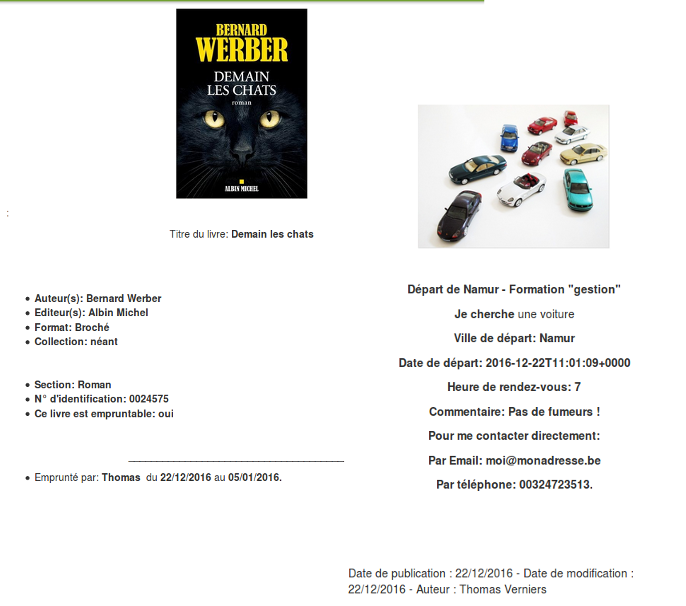 BERNARD
WERBER
DEMAIN
LES CHATS
roman
ALBIN MICHEL
:
Titre du livre: Demain les chats
• Auteur(s): Bernard Werber
• Editeur(s): Albin Michel
• Format: Broché
• Collection: néant
• Section: Roman
• N° d'identification: 0024575
• Ce livre est empruntable: oui
• Emprunté par: Thomas du 22/12/2016 au 05/01/2016.
Départ de Namur - Formation "gestion"
Je cherche une voiture
Ville de départ: Namur
Date de départ: 2016-12-22T11:01:09+0000
Heure de rendez-vous: 7
Commentaire: Pas de fumeurs !
Pour me contacter directement:
Par Email: moi@monadresse.be
Par téléphone: 00324723513.
Date de publication : 22/12/2016 - Date de modification :
22/12/2016 - Auteur : Thomas Verniers